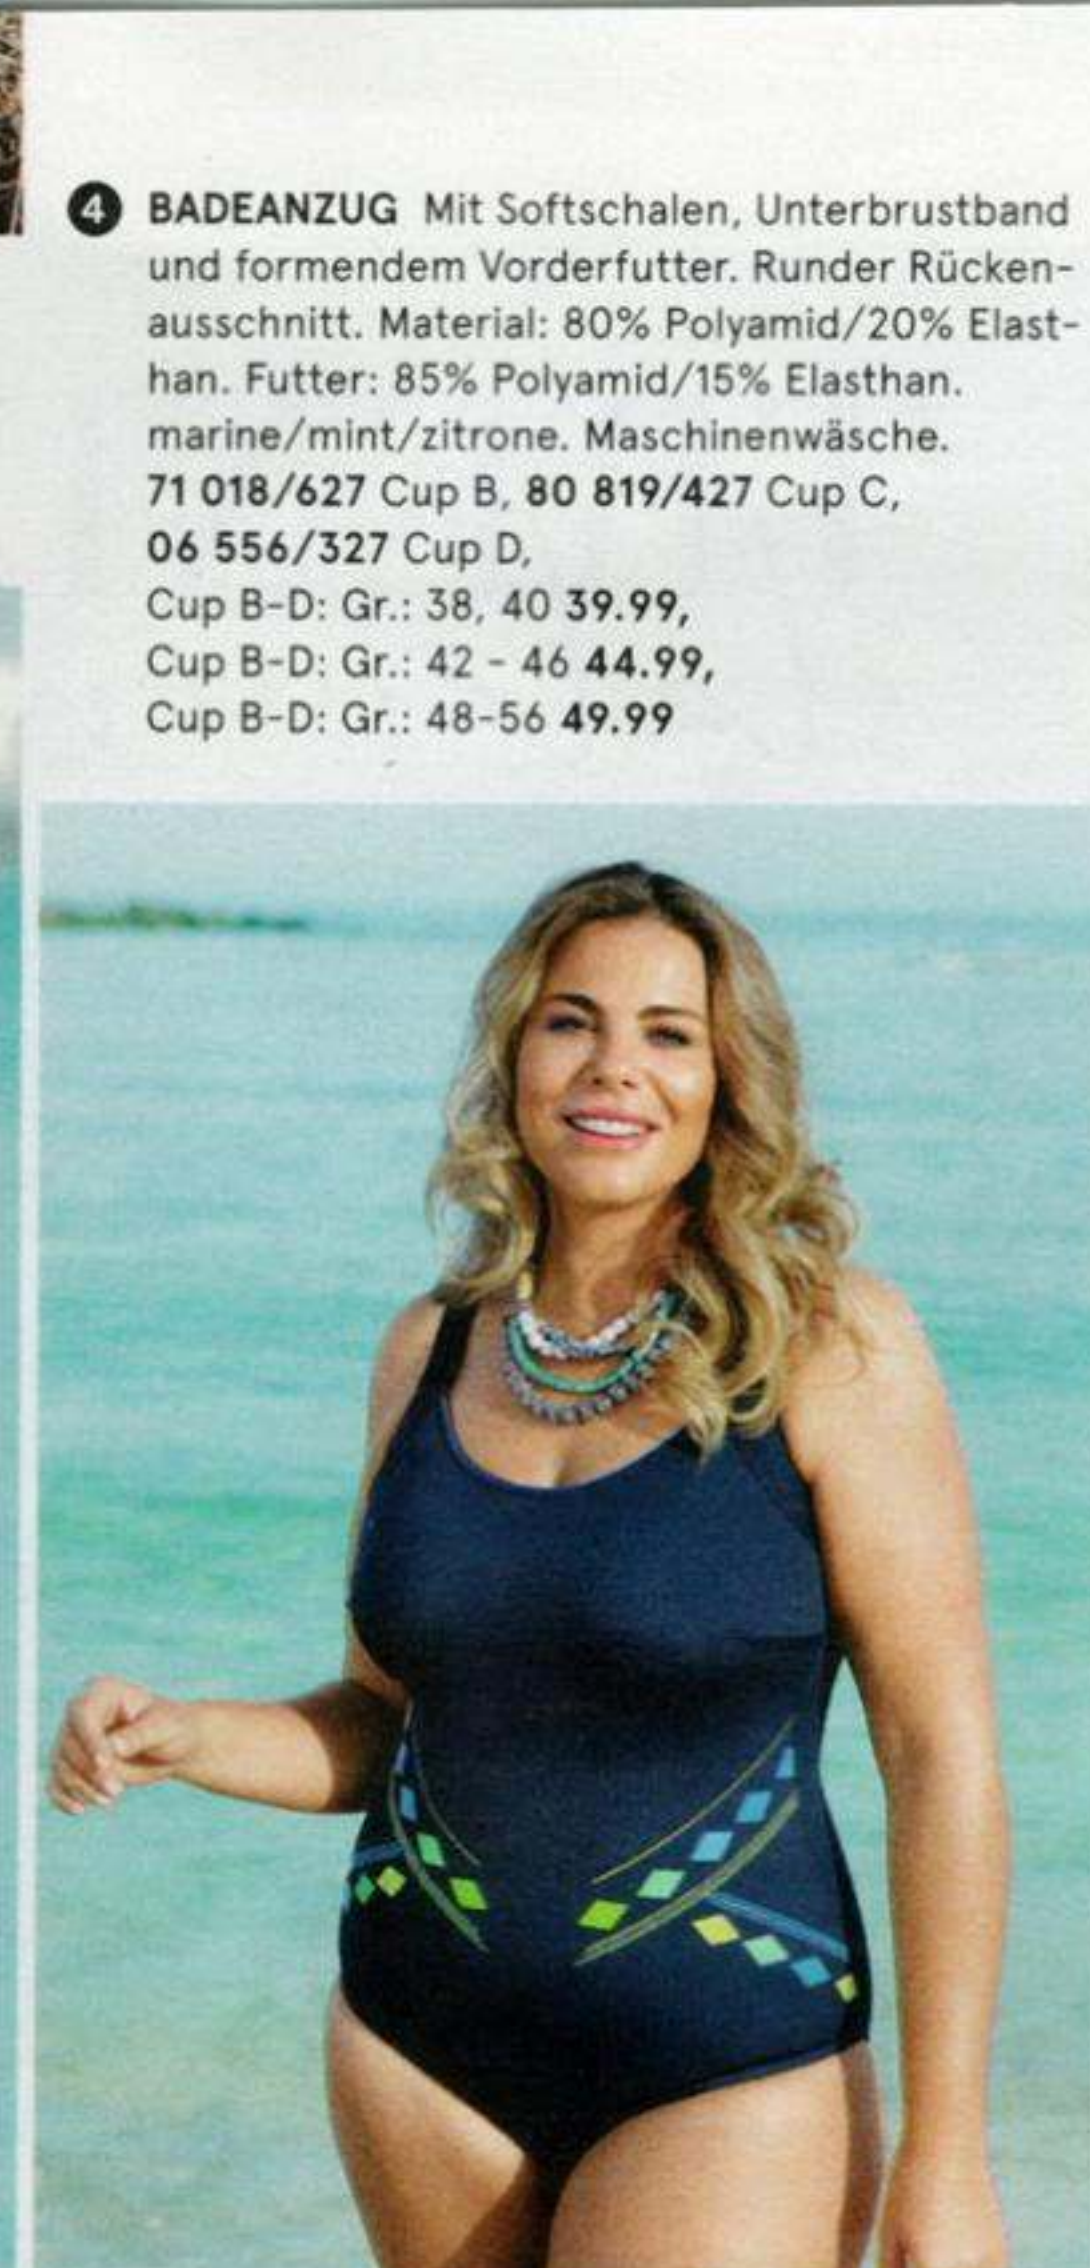 4 BADEANZUG Mit Softschalen, Unterbrustband
und formendem Vorderfutter. Runder Rücken-
ausschnitt. Material: 80% Polyamid/20% Elast-
han. Futter: 85% Polyamid/15% Elasthan.
marine/mint/zitrone. Maschinenwäsche.
71 018/627 Cup B, 80 819/427 Cup C,
06 556/327 Cup D,
Cup B-D: Gr.: 38, 40 39.99,
Cup B-D: Gr.: 42 - 46 44.99,
Cup B-D: Gr.: 48-56 49.99